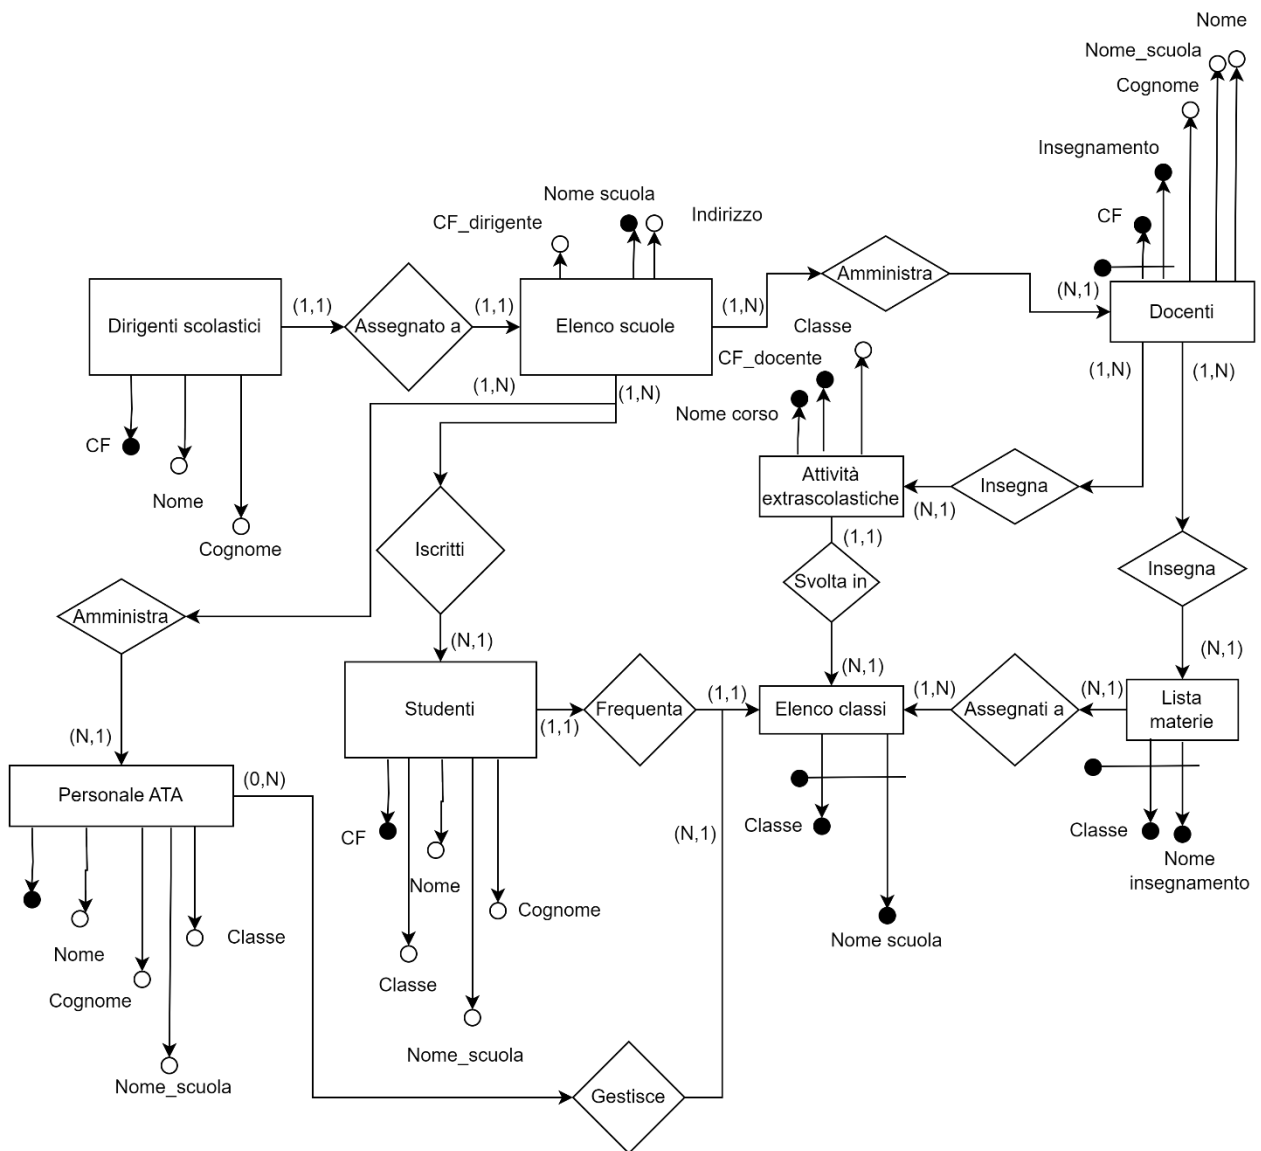 Nome
Nome_scuola
Cognome
Insegnamento
CF
Nome scuola
CF_dirigente
Indirizzo
Dirigenti scolastici
(1,1)
Assegnato a
(1,1)
Elenco scuole
(1,N)
Amministra
(N,1)
Docenti
Classe
CF_docente
Nome corso
(1,N)
(1,N)
(1,N)
(1,N)
CF
Nome
Cognome
Attività
extrascolastiche
(N,1)
Insegna
(1,1)
Iscritti
Svolta in
Insegna
Amministra
(N,1)
(N,1)
(N,1)
Studenti
(1,1)
Frequenta
(1,1)
Elenco classi
(1,N)
Assegnati a
(N,1)
Lista
materie
(N,1)
Personale ATA
(0,N)
(N,1)
CF
Classe
Classe
Nome
insegnamento
Nome
Cognome
Classe
Nome
Cognome
Classe
Nome scuola
Nome_scuola
Nome_scuola
Gestisce